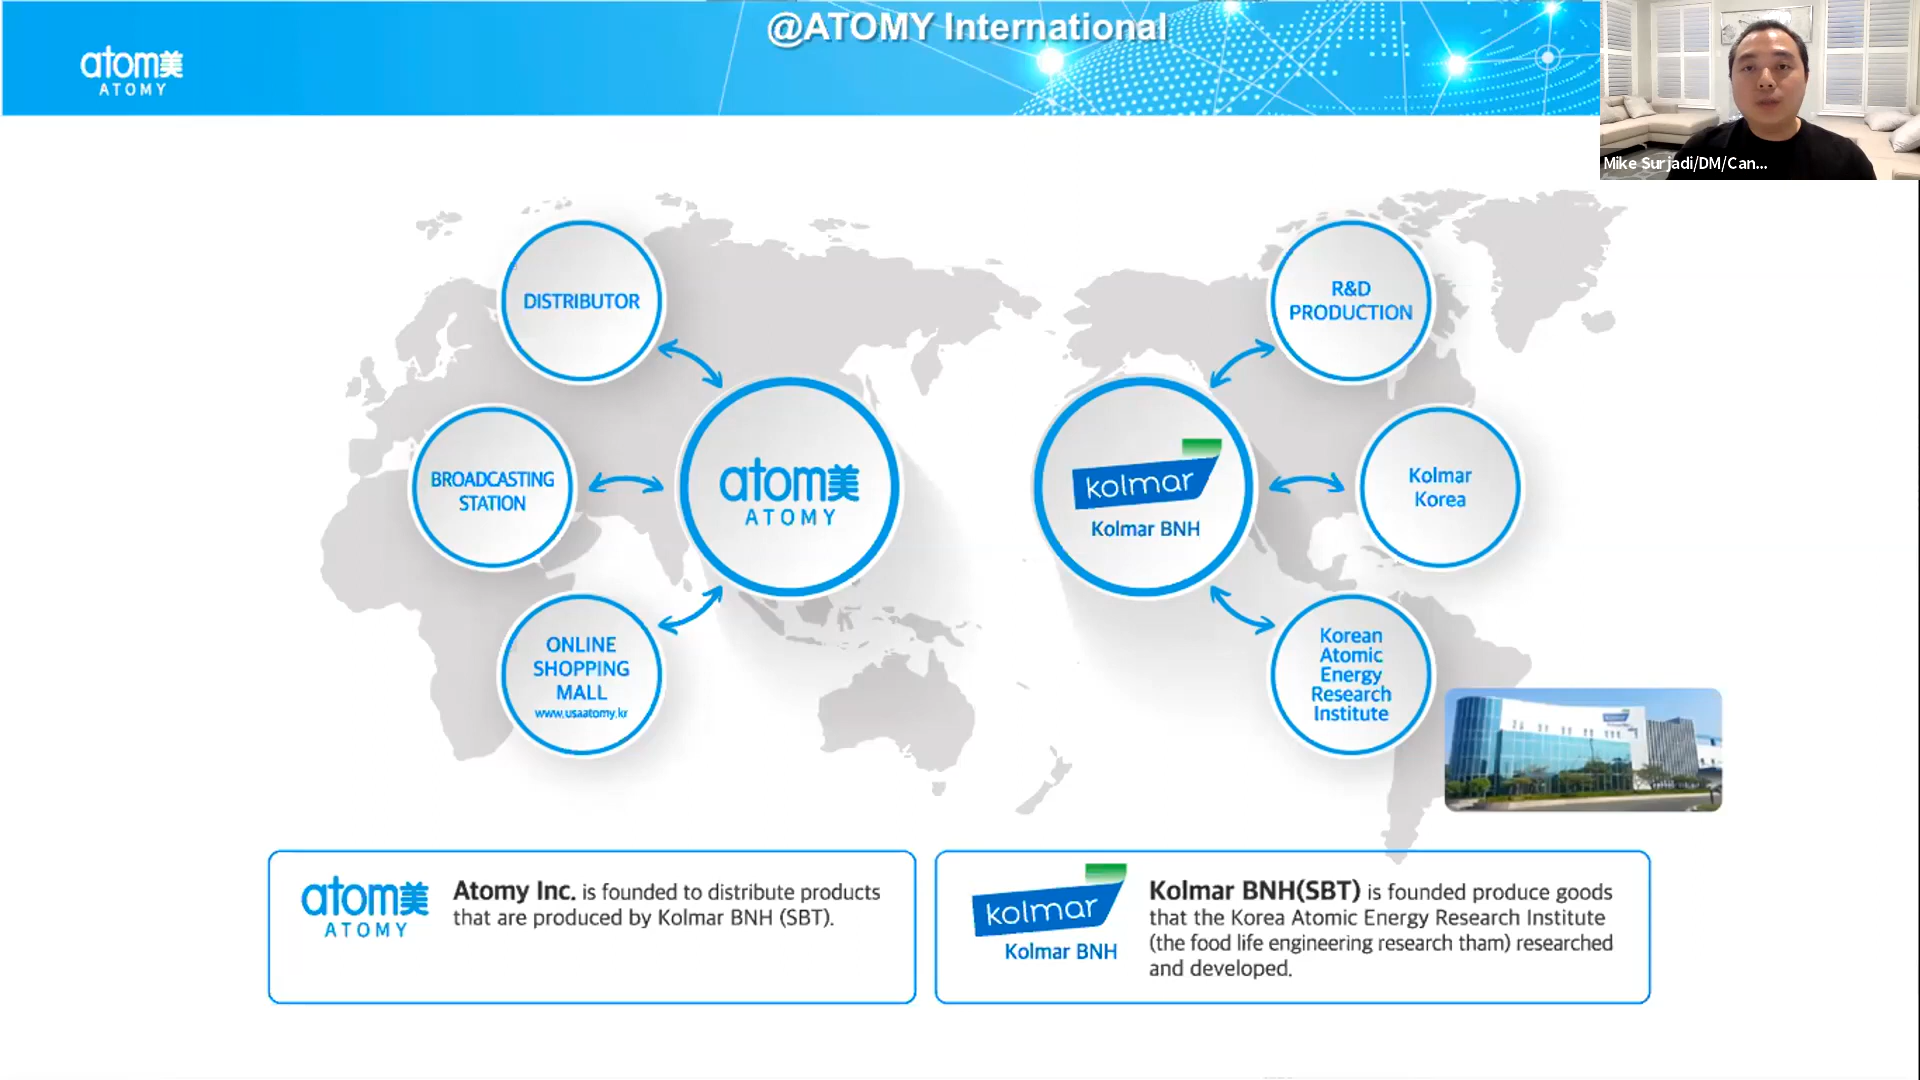 @ATOMY International
atom美
ATOMY
Mike Surjadi/DM/Can...
DISTRIBUTOR
BROADCASTING
STATION
ONLINE
SHOPPING
MALL
www.usaatomy.kr
atom美
ATOMY
kolmar
Kolmar BNH
R&D
PRODUCTION
Kolmar
Korea
Korean
Atomic
Energy
Research
Institute
atom美
ATOMY
Atomy Inc. is founded to distribute products
that are produced by Kolmar BNH (SBT).
kolmar
Kolmar BNH
Kolmar BNH(SBT) is founded produce goods
that the Korea Atomic Energy Research Institute
(the food life engineering research tham) researched
and developed.